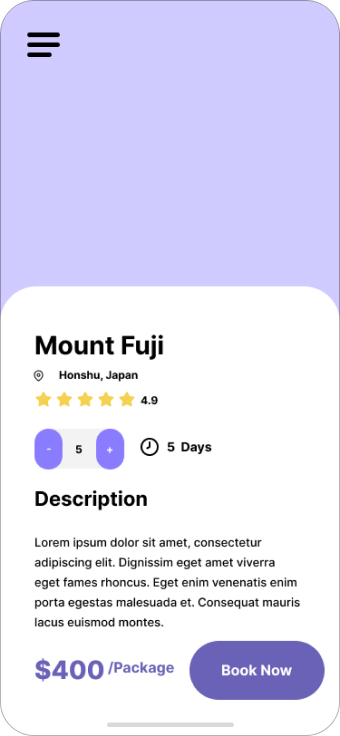 Mount Fuji
Honshu, Japan
4.9
- 5 + 5 Days
Description
Lorem ipsum dolor sit amet, consectetur
adipiscing elit. Dignissim eget amet viverra
eget fames rhoncus. Eget enim venenatis enim
porta egestas malesuada et. Consequat mauris
lacus euismod montes.
$400 /Package Book Now